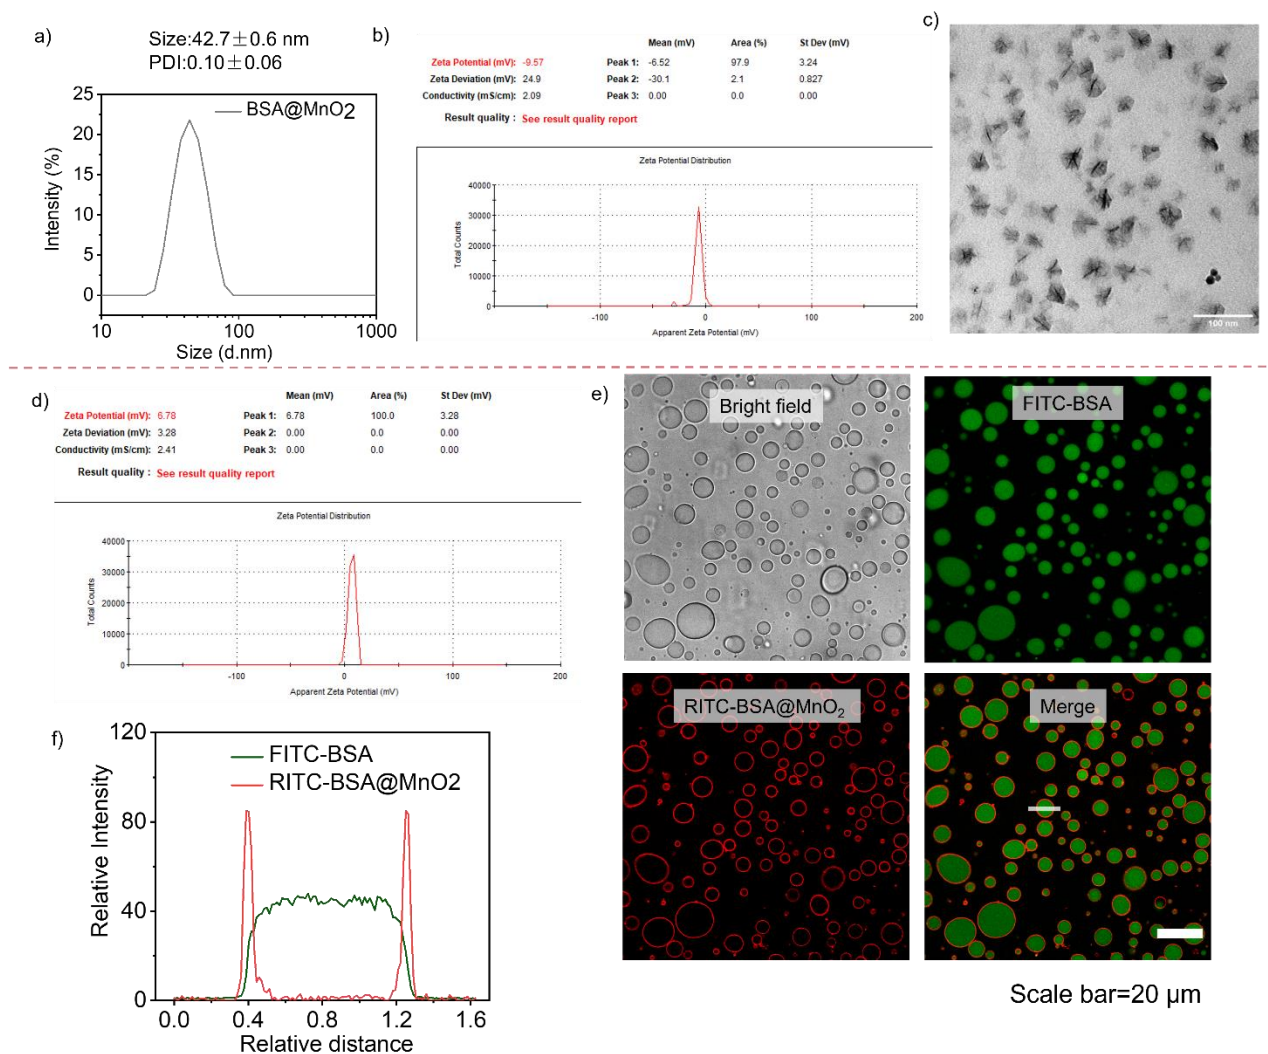 a)
Size:42.7±0.6 nm
PDI:0.10±0.06
BSA@MnO2
Intensity (%)
25
20
15
10
5
0
10 100 1000
Size (d.nm)
b)
Mean (mV) Area (%) St Dev (mV)
Zeta Potential (mV): -9.57 Peak 1: -6.52 97.9 3.24
Zeta Deviation (mV): 24.9 Peak 2: -30.1 2.1 0.827
Conductivity (mS/cm): 2.09 Peak 3: 0.00 0.0 0.00
Result quality : See result quality report
Zeta Potential Distribution
Total Counts
40000
30000
20000
10000
0
-100 0 100 200
Apparent Zeta Potential (mV)
c)
100 nm
d)
Mean (mV) Area (%) St Dev (mV)
Zeta Potential (mV): 6.78 Peak 1: 6.78 100.0 3.28
Zeta Deviation (mV): 3.28 Peak 2: 0.00 0.0 0.00
Conductivity (mS/cm): 2.41 Peak 3: 0.00 0.0 0.00
Result quality : See result quality report
Zeta Potential Distribution
Total Counts
40000
30000
20000
10000
0
-100 0 100 200
Apparent Zeta Potential (mV)
e)
Bright field
FITC-BSA
RITC-BSA@MnO₂
Merge
Scale bar=20 µm
f)
FITC-BSA
RITC-BSA@MnO2
Relative Intensity
120
80
40
0
0.0 0.4 0.8 1.2 1.6
Relative distance